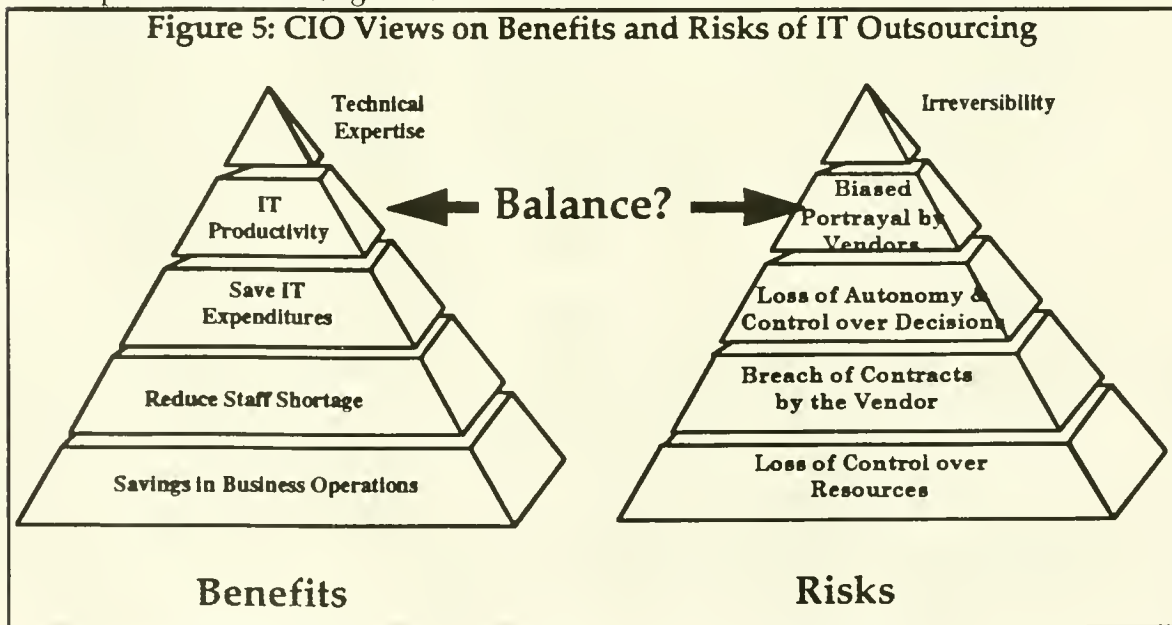 Figure 5: CIO Views on Benefits and Risks of IT Outsourcing
Technical
Expertise
IT
Productivity
Save IT
Expenditures
Reduce Staff Shortage
Savings in Business Operations
Benefits
Balance?
Irreversibility
Biased
Portrayal by
Vendors
Loss of Autonomy &
Control over Decisions
Breach of Contracts
by the Vendor
Loss of Control over
Resources
Risks